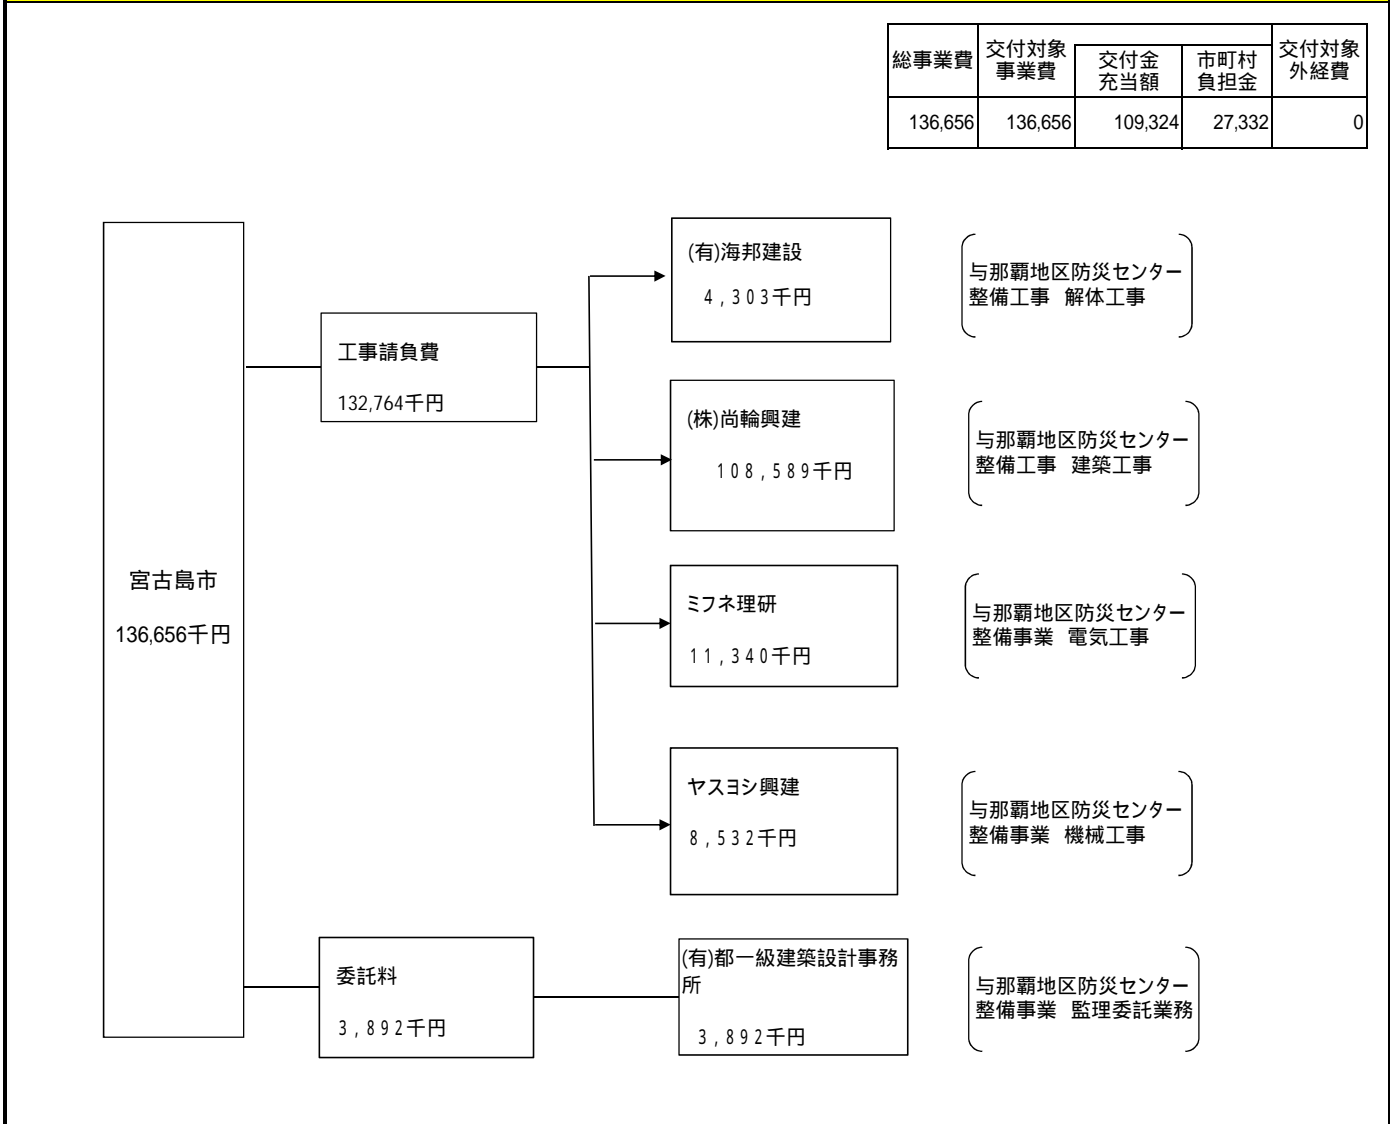 総事業費 交付対象
事業費 交付金
充当額 市町村
負担金 交付対象
外経費
136,656 136,656 109,324 27,332 0
(有)海邦建設
4,303千円
与那覇地区防災センター
整備工事 解体工事
工事請負費
132,764千円
(株)尚輪興建
108,589千円
与那覇地区防災センター
整備工事 建築工事
宮古島市
136,656千円
ミフネ理研
11,340千円
与那覇地区防災センター
整備事業 電気工事
ヤスヨシ興建
8,532千円
与那覇地区防災センター
整備事業 機械工事
委託料
3,892千円
(有)都一級建築設計事務
所
3,892千円
与那覇地区防災センター
整備事業 監理委託業務